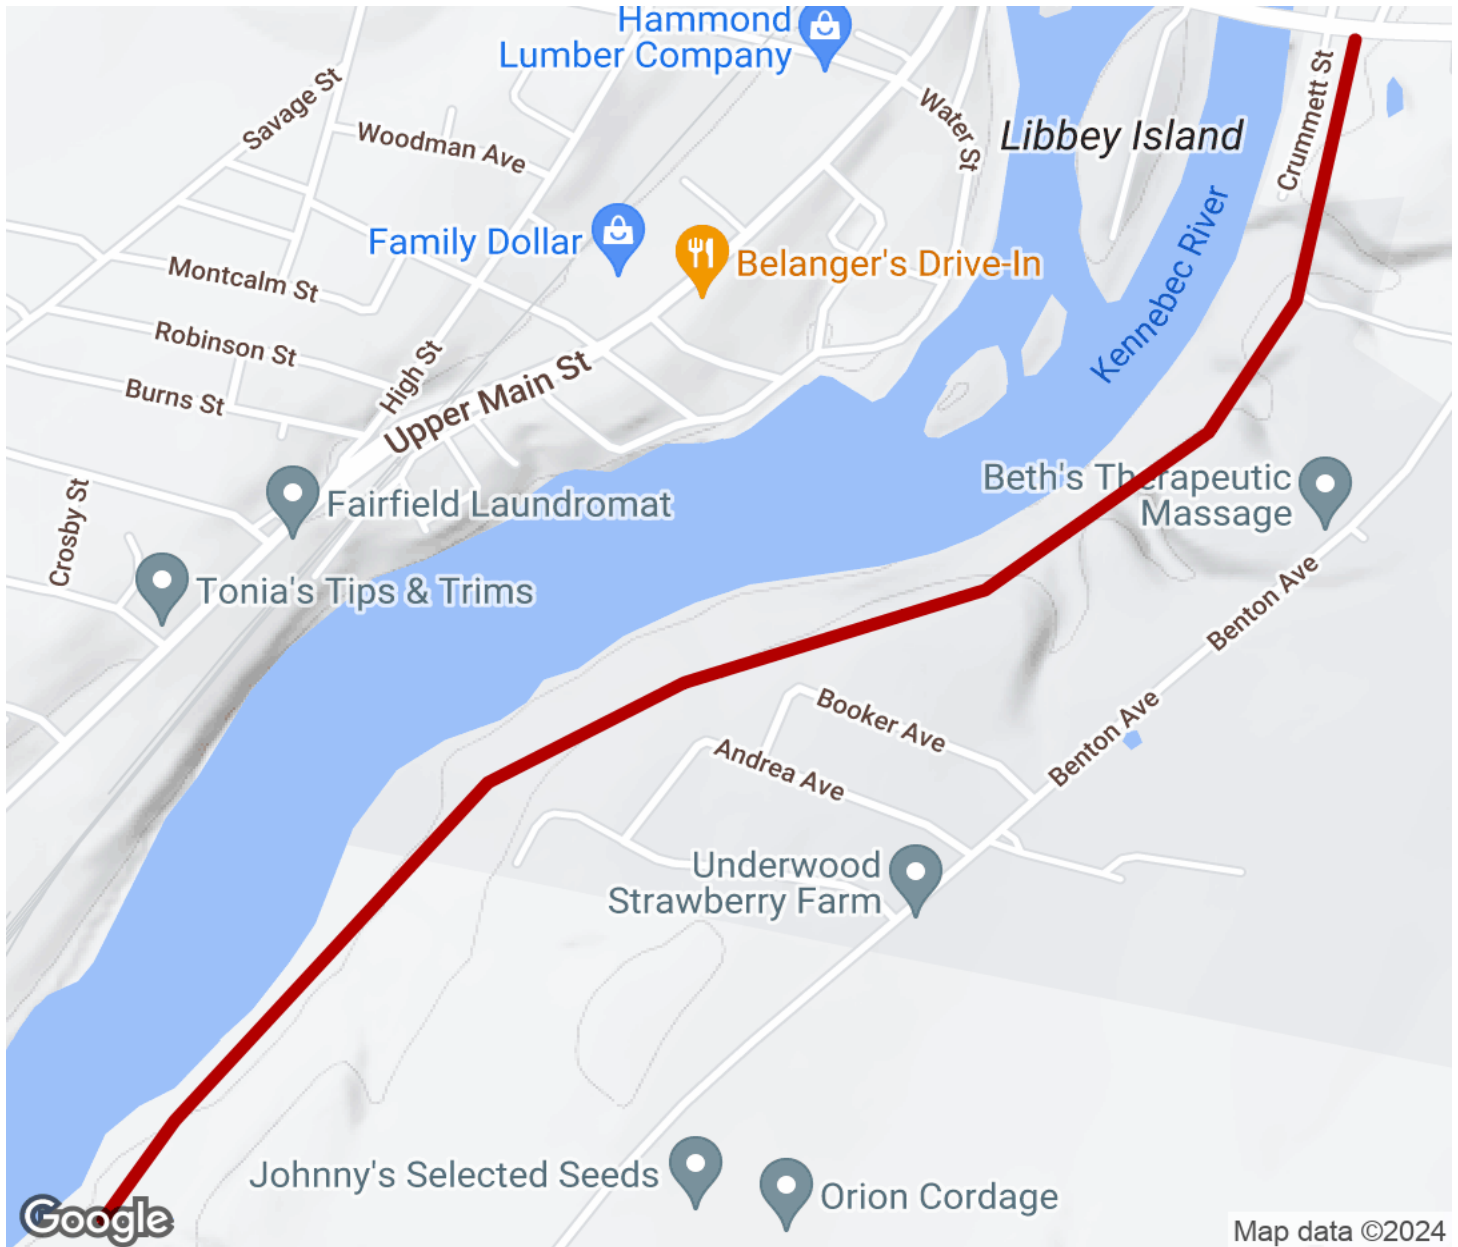 Hammond
Lumber Company
Savage St
Woodman Ave
Water St
Libbey Island
Crummett St
Family Dollar
Belanger's Drive-In
Kennebec River
Montcalm St
Robinson St
Burns St
High St
Upper Main St
Crosby St
Fairfield Laundromat
Beth's Therapeutic
Massage
Tonia's Tips & Trims
Benton Ave
Booker Ave
Benton Ave
Andrea Ave
Underwood
Strawberry Farm
Johnny's Selected Seeds
Orion Cordage
Google
Map data ©2024